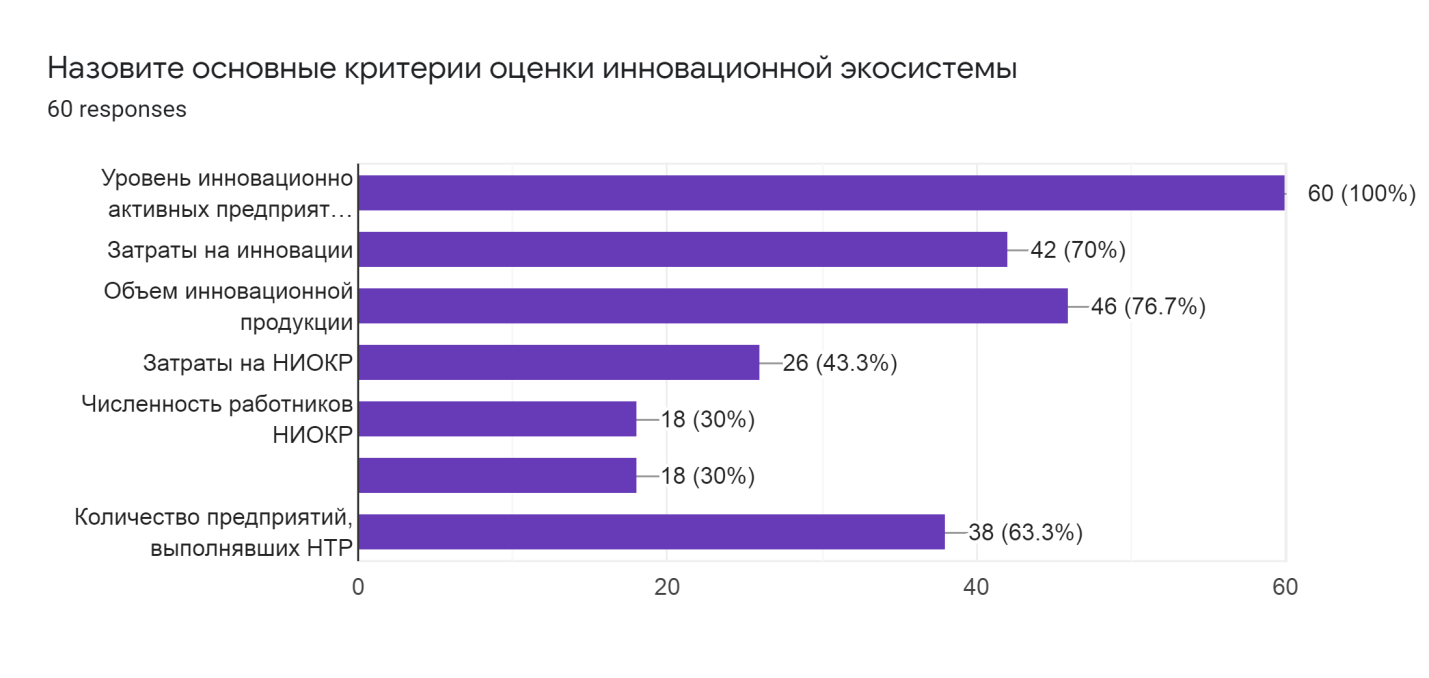 Назовите основные критерии оценки инновационной экосистемы
60 responses
Уровень инновационно
активных предприят…
60 (100%)
Затраты на инновации
42 (70%)
Объем инновационной
продукции
46 (76.7%)
Затраты на НИОКР
26 (43.3%)
Численность работников
НИОКР
18 (30%)
18 (30%)
Количество предприятий,
выполнявших НТР
38 (63.3%)
0
20
40
60